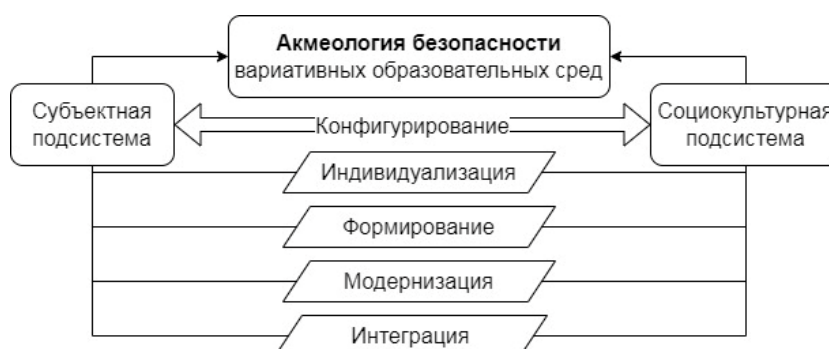 Акмеология безопасности
вариативных образовательных сред
Субъектная
подсистема
Конфигурирование
Социокультурная
подсистема
Индивидуализация
Формирование
Модернизация
Интеграция